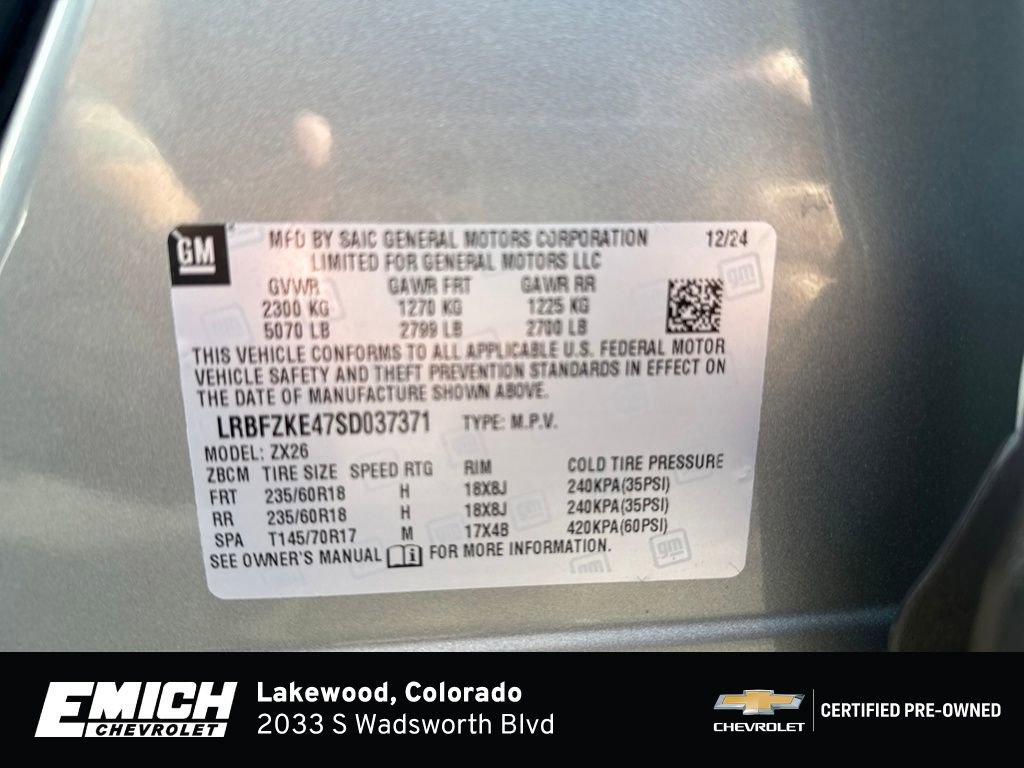 GM
MFD BY SAIC GENERAL MOTORS CORPORATION 12/24
LIMITED FOR GENERAL MOTORS LLC
GVWR GAWR FRT GAWR RR
2300 KG 1270 KG 1225 KG
5070 LB 2799 LB 2700 LB
THIS VEHICLE CONFORMS TO ALL APPLICABLE U.S. FEDERAL MOTOR
VEHICLE SAFETY AND THEFT PREVENTION STANDARDS IN EFFECT ON
THE DATE OF MANUFACTURE SHOWN ABOVE.
LRBFZKE47SD037371 TYPE: M.P.V.
MODEL: ZX26
ZBCM TIRE SIZE SPEED RTG RIM COLD TIRE PRESSURE
FRT 235/60R18 H 18X8J 240KPA(35PSI)
RR 235/60R18 H 18X8J 240KPA(35PSI)
SPA T145/70R17 M 17X4B 420KPA(60PSI)
SEE OWNER'S MANUAL i FOR MORE INFORMATION.
gm
gm
gm
EMICH
CHEVROLET
Lakewood, Colorado
2033 S Wadsworth Blvd
CHEVROLET
CERTIFIED PRE-OWNED